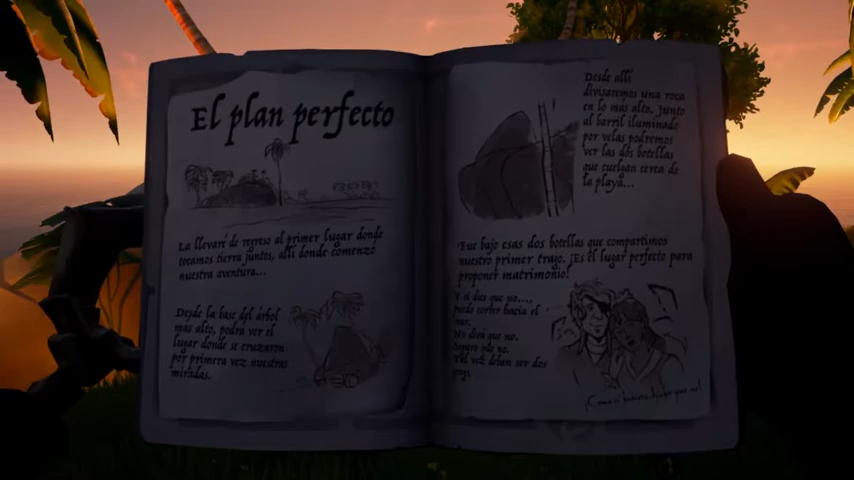 El plan perfecto
La llevaré de regreso al primer lugar donde
tocamos tierra juntos, allí donde comenzó
nuestra aventura...
Desde la base del árbol
más alto, podrá ver el
lugar donde se cruzaron
por primera vez nuestras
miradas.
Desde allí
divisaremos una roca
en lo más alto. Junto
al barril iluminado
por velas podremos
ver las dos botellas
que cuelgan cerca de
la playa...
Fue bajo esas dos botellas que compartimos
nuestro primer trago. ¡Es el lugar perfecto para
proponer matrimonio!
Y si dice que no...,
puedo correr hacia el
mar.
No dirá que no.
Espero que no.
Tal vez deban ser dos